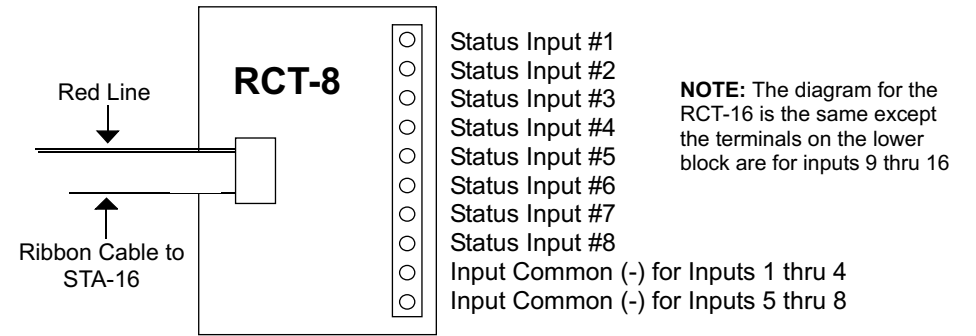 Red Line
Ribbon Cable to
STA-16
RCT-8
Status Input #1
Status Input #2
Status Input #3
Status Input #4
Status Input #5
Status Input #6
Status Input #7
Status Input #8
Input Common (-) for Inputs 1 thru 4
Input Common (-) for Inputs 5 thru 8
NOTE: The diagram for the
RCT-16 is the same except
the terminals on the lower
block are for inputs 9 thru 16